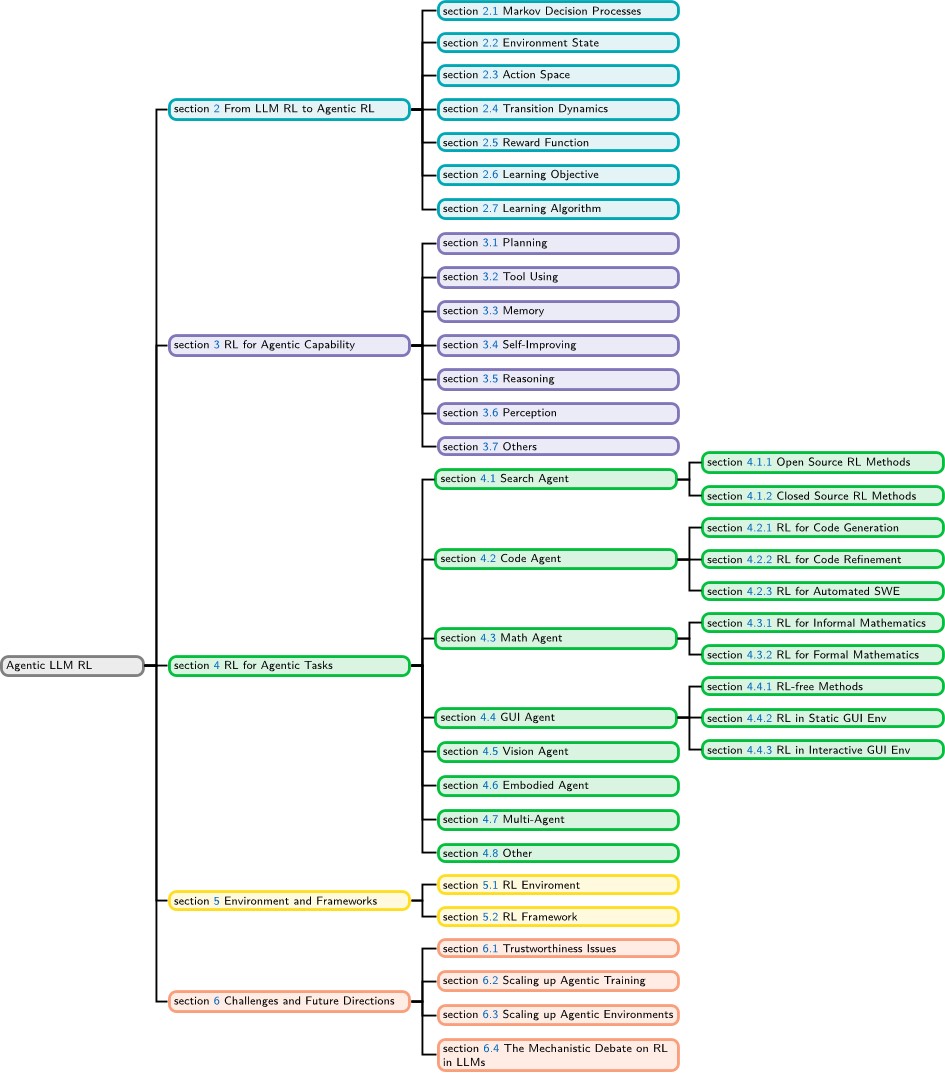 Agentic LLM RL
section 2 From LLM RL to Agentic RL
section 2.1 Markov Decision Processes
section 2.2 Environment State
section 2.3 Action Space
section 2.4 Transition Dynamics
section 2.5 Reward Function
section 2.6 Learning Objective
section 2.7 Learning Algorithm
section 3 RL for Agentic Capability
section 3.1 Planning
section 3.2 Tool Using
section 3.3 Memory
section 3.4 Self-Improving
section 3.5 Reasoning
section 3.6 Perception
section 3.7 Others
section 4 RL for Agentic Tasks
section 4.1 Search Agent
section 4.1.1 Open Source RL Methods
section 4.1.2 Closed Source RL Methods
section 4.2 Code Agent
section 4.2.1 RL for Code Generation
section 4.2.2 RL for Code Refinement
section 4.2.3 RL for Automated SWE
section 4.3 Math Agent
section 4.3.1 RL for Informal Mathematics
section 4.3.2 RL for Formal Mathematics
section 4.4 GUI Agent
section 4.4.1 RL-free Methods
section 4.4.2 RL in Static GUI Env
section 4.4.3 RL in Interactive GUI Env
section 4.5 Vision Agent
section 4.6 Embodied Agent
section 4.7 Multi-Agent
section 4.8 Other
section 5 Environment and Frameworks
section 5.1 RL Enviroment
section 5.2 RL Framework
section 6 Challenges and Future Directions
section 6.1 Trustworthiness Issues
section 6.2 Scaling up Agentic Training
section 6.3 Scaling up Agentic Environments
section 6.4 The Mechanistic Debate on RL
in LLMs